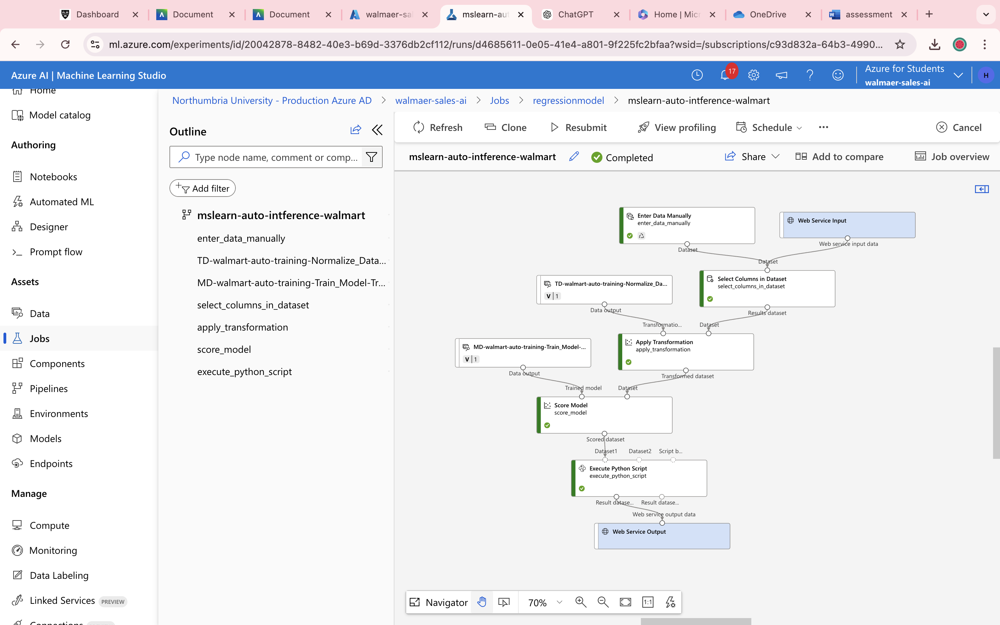 Dashboard
Document
Document
walmaer-sal
mslearn-aut
ChatGPT
Home | Micr
OneDrive
assessment
ml.azure.com/experiments/id/20042878-8482-40e3-b69d-3376db2cf112/runs/d4685611-0e05-41e4-a801-9f225fc2bfaa?wsid=/subscriptions/c93d832a-64b3-4990...
Azure AI | Machine Learning Studio
17
Azure for Students
walmaer-sales-ai
H
Home
Model catalog
Authoring
Notebooks
Automated ML
Designer
Prompt flow
Assets
Data
Jobs
Components
Pipelines
Environments
Models
Endpoints
Manage
Compute
Monitoring
Data Labeling
Linked Services PREVIEW
Connections PREVIEW
Northumbria University - Production Azure AD > walmaer-sales-ai > Jobs > regressionmodel > mslearn-auto-intference-walmart
Outline
Type node name, comment or comp...
Add filter
mslearn-auto-intference-walmart
enter_data_manually
TD-walmart-auto-training-Normalize_Data...
MD-walmart-auto-training-Train_Model-Tr...
select_columns_in_dataset
apply_transformation
score_model
execute_python_script
Refresh
Clone
Resubmit
View profiling
Schedule
Cancel
mslearn-auto-intference-walmart
Completed
Share
Add to compare
Job overview
Enter Data Manually
enter_data_manually
Dataset
Web Service Input
Web service input data
Dataset
Select Columns in Dataset
select_columns_in_dataset
Results dataset
TD-walmart-auto-training-Normalize_Da...
V | 1
Data output
Transformatio...
Dataset
Apply Transformation
apply_transformation
Transformed dataset
MD-walmart-auto-training-Train_Model-...
V | 1
Data output
Trained model
Dataset
Score Model
score_model
Scored dataset
Dataset1
Dataset2
Script b...
Execute Python Script
execute_python_script
Result datase...
Result datase...
Web service output data
Web Service Output
Navigator
70%
1:1